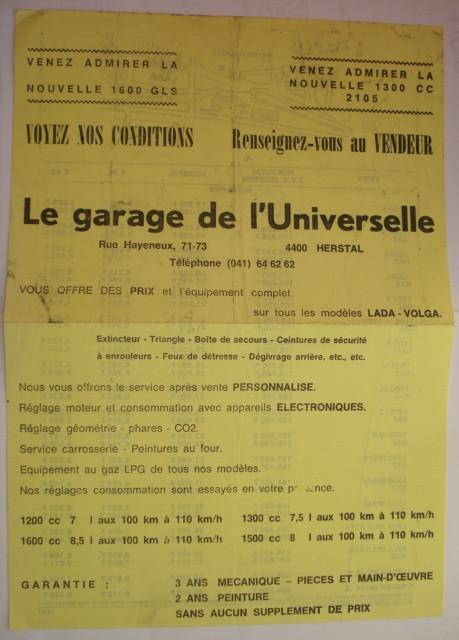 VENEZ ADMIRER LA
NOUVELLE 1600 GLS
VENEZ ADMIRER LA
NOUVELLE 1300 CC
2105
VOYEZ NOS CONDITIONS
Renseignez-vous au VENDEUR
Le garage de l'Universelle
Rue Hayeneux, 71-73 4400 HERSTAL
Téléphone (041) 64 62 62
VOUS OFFRE DES PRIX et l'équipement complet
sur tous les modèles LADA - VOLGA.
Extincteur - Triangle - Boite de secours - Ceintures de sécurité
à enrouleurs - Feux de détresse - Dégivrage arrière, etc., etc.
Nous vous offrons le service après vente PERSONNALISE.
Réglage moteur et consommation avec appareils ELECTRONIQUES.
Réglage géométrie - phares - CO2.
Service carrosserie - Peintures au four.
Equipement au gaz LPG de tous nos modèles.
Nos réglages consommation sont essayés en votre
1200 cc 7 l aux 100 km à 110 km/h 1300 cc 7,5 l aux 100 km à 110 km/h
1600 cc 8,5 l aux 100 km à 110 km/h 1500 cc 8 l aux 100 km à 110 km/h
GARANTIE : 3 ANS MECANIQUE – PIECES ET MAIN-D'ŒUVRE
2 ANS PEINTURE
SANS AUCUN SUPPLEMENT DE PRIX